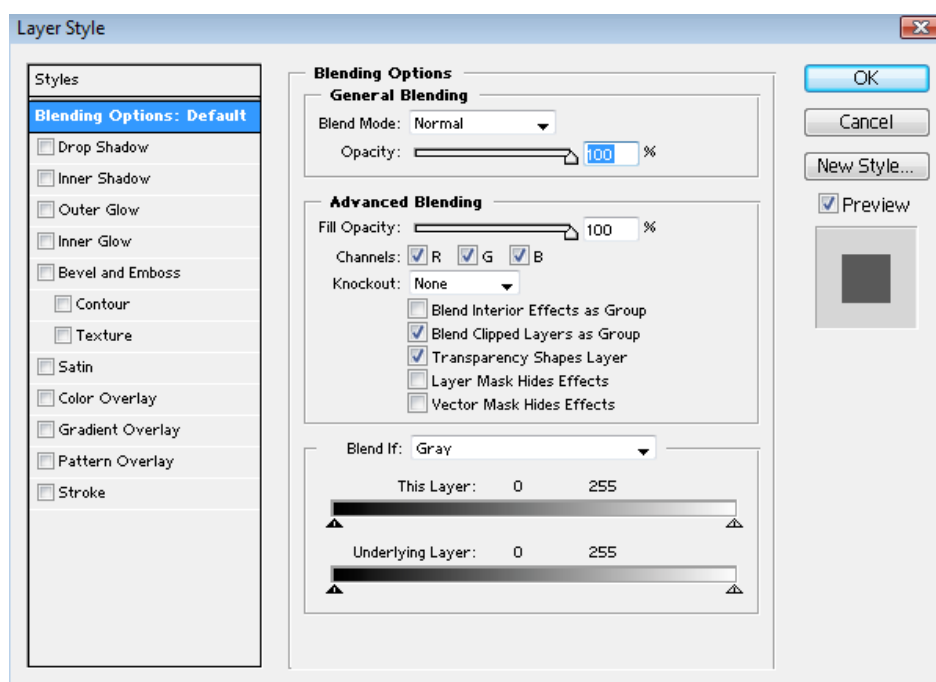 Layer Style
Styles
Blending Options: Default
Drop Shadow
Inner Shadow
Outer Glow
Inner Glow
Bevel and Emboss
Contour
Texture
Satin
Color Overlay
Gradient Overlay
Pattern Overlay
Stroke
Blending Options
General Blending
Blend Mode: Normal
Opacity: 100 %
Advanced Blending
Fill Opacity: 100 %
Channels: R G B
Knockout: None
Blend Interior Effects as Group
Blend Clipped Layers as Group
Transparency Shapes Layer
Layer Mask Hides Effects
Vector Mask Hides Effects
Blend If: Gray
This Layer: 0 255
Underlying Layer: 0 255
OK
Cancel
New Style...
Preview